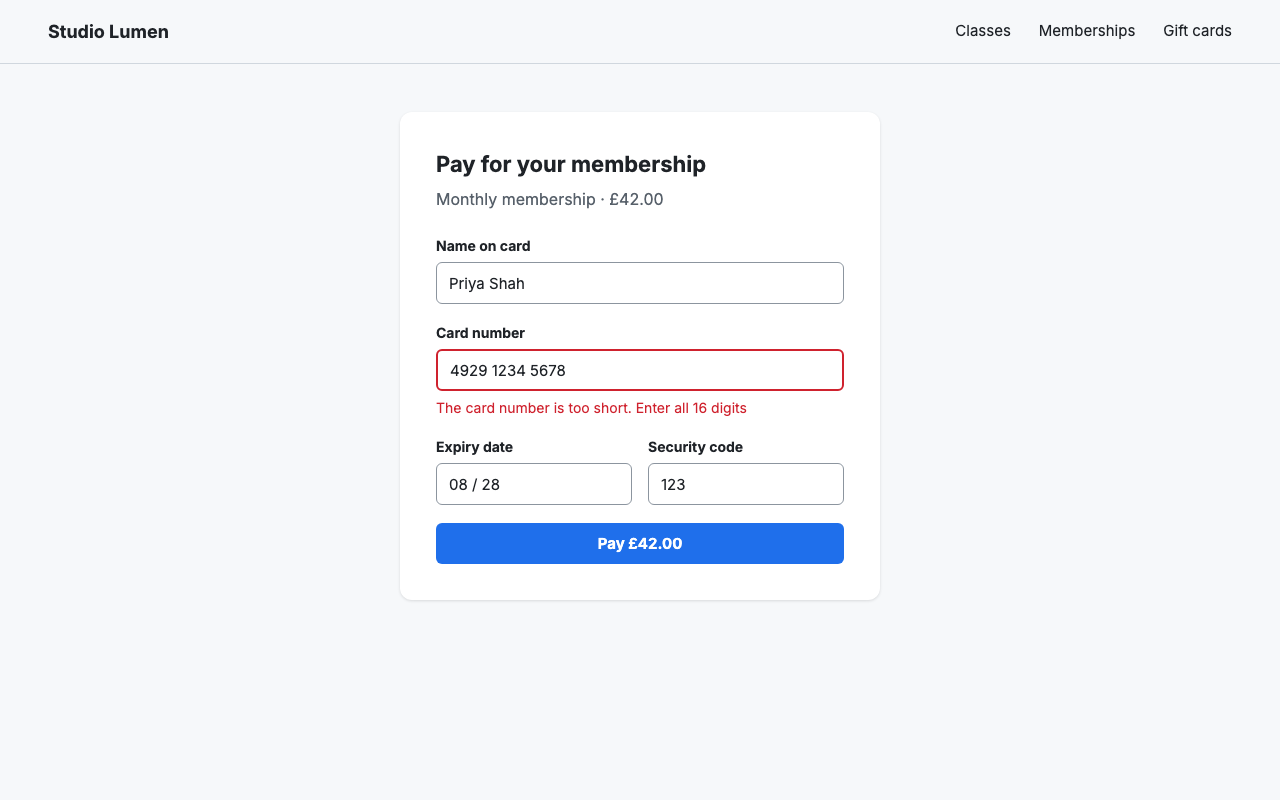 Studio Lumen
Classes Memberships Gift cards
Pay for your membership
Monthly membership · £42.00
Name on card
Priya Shah
Card number
4929 1234 5678
The card number is too short. Enter all 16 digits
Expiry date Security code
08 / 28 123
Pay £42.00